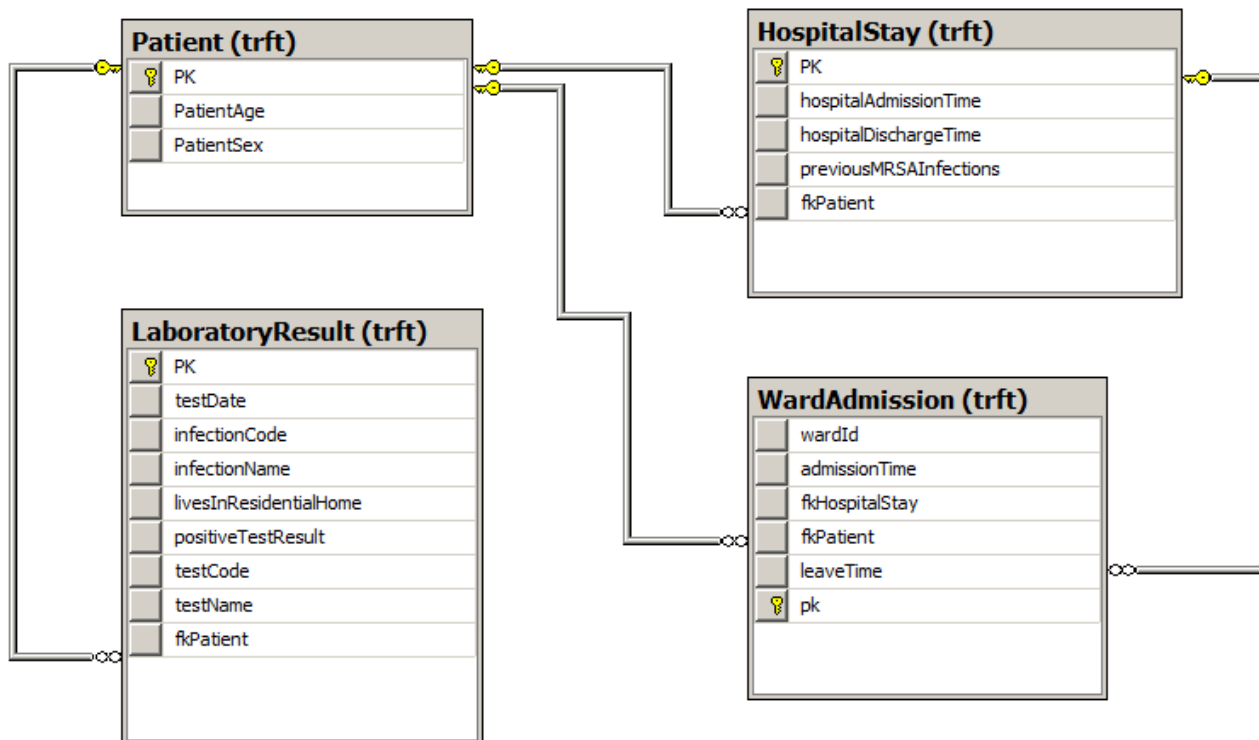 Patient (trft)
PK
PatientAge
PatientSex
HospitalStay (trft)
PK
hospitalAdmissionTime
hospitalDischargeTime
previousMRSAInfections
fkPatient
LaboratoryResult (trft)
PK
testDate
infectionCode
infectionName
livesInResidentialHome
positiveTestResult
testCode
testName
fkPatient
WardAdmission (trft)
wardId
admissionTime
fkHospitalStay
fkPatient
leaveTime
pk